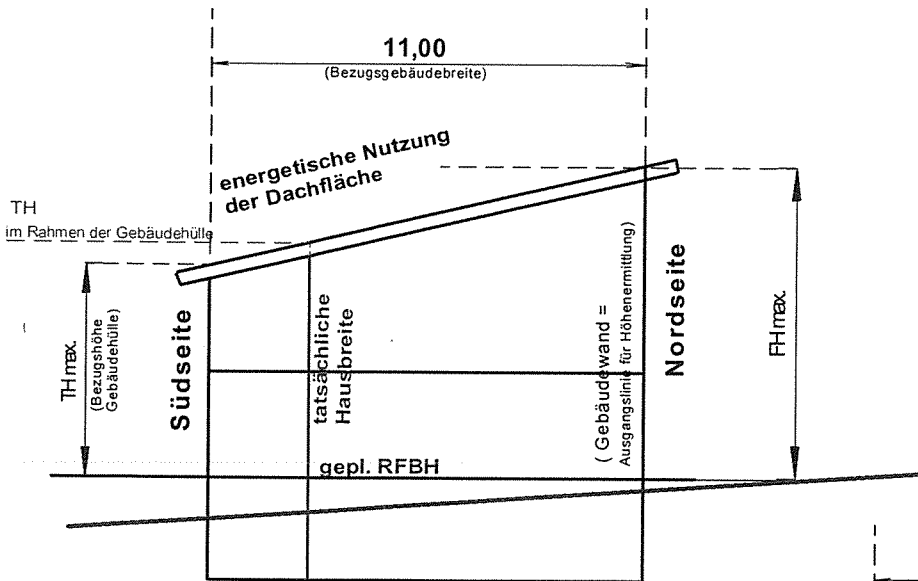 11,00
(Bezugsgebäudebreite)
energetische Nutzung
der Dachfläche
TH
im Rahmen der Gebäudehülle
TH max.
(Bezugshöhe
Gebäudehülle)
Südseite
tatsächliche
Hausbreite
( Gebäudewand =
Ausgangslinie für Höhenermittlung)
Nordseite
FH max.
gepl. RFBH